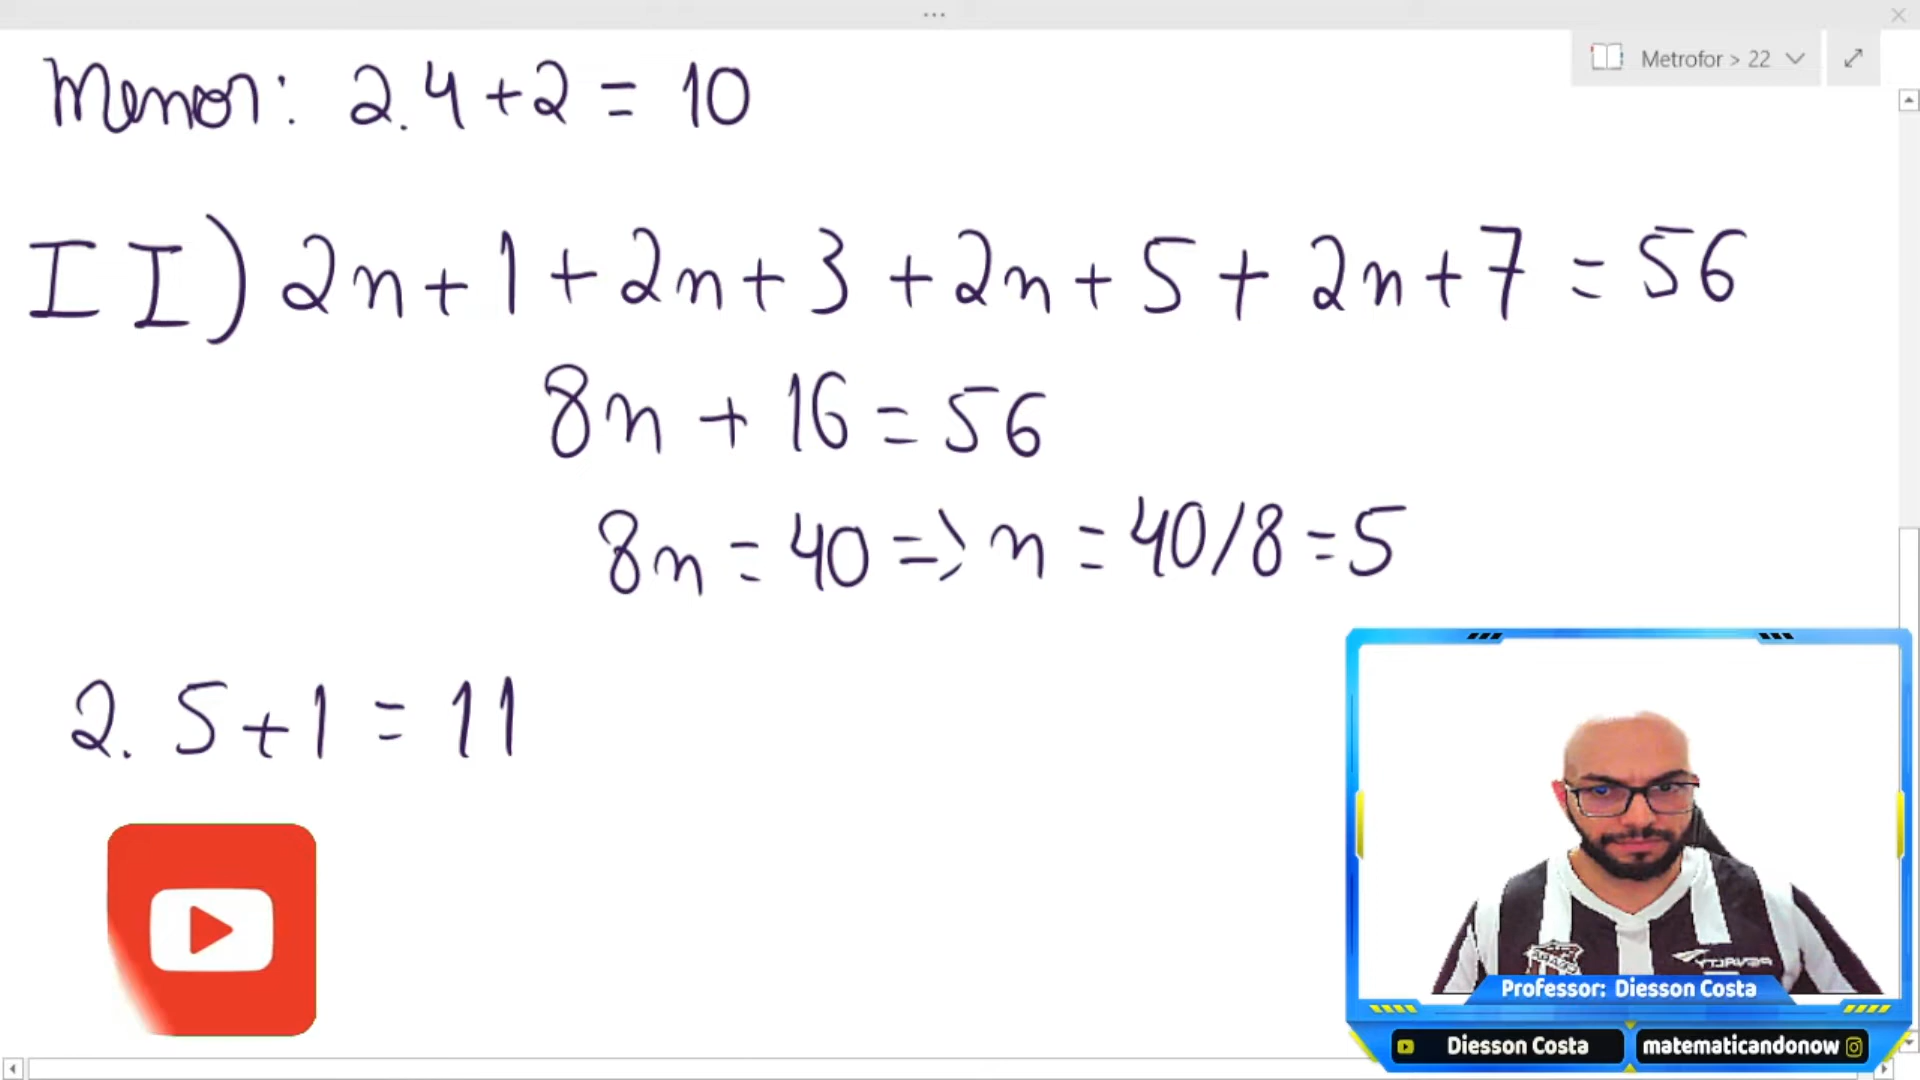 Metrofor > 22
Menor: 2.4+2 = 10
II) 2n+1+2n+3+2n+5+2n+7=56
8n + 16 = 56
8n = 40 => n = 40/8 = 5
2. 5+1 = 11
Professor: Diesson Costa
Diesson Costa
matematicandonow